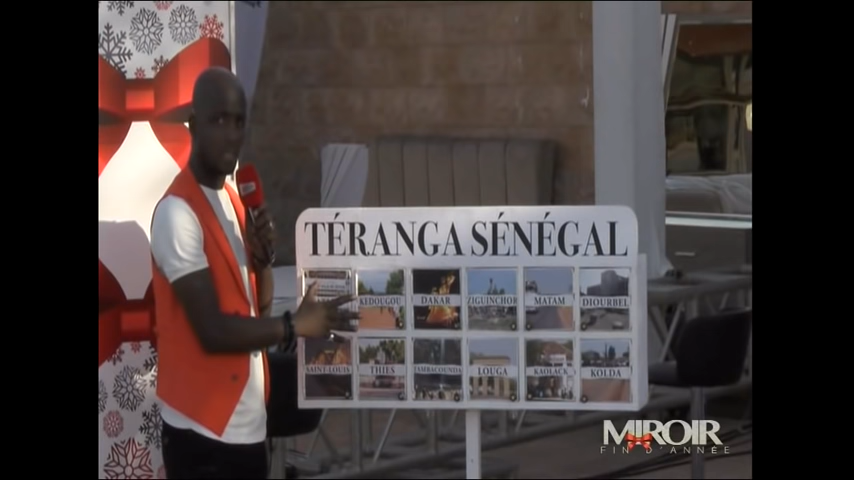 TÉRANGA SÉNÉGAL
KEDOUGOU DAKAR ZIGUINCHOR MATAM DIOURBEL
SAINT-LOUIS THIES TAMBACOUNDA LOUGA KAOLACK KOLDA
MIROIR
FIN D'ANNÉE